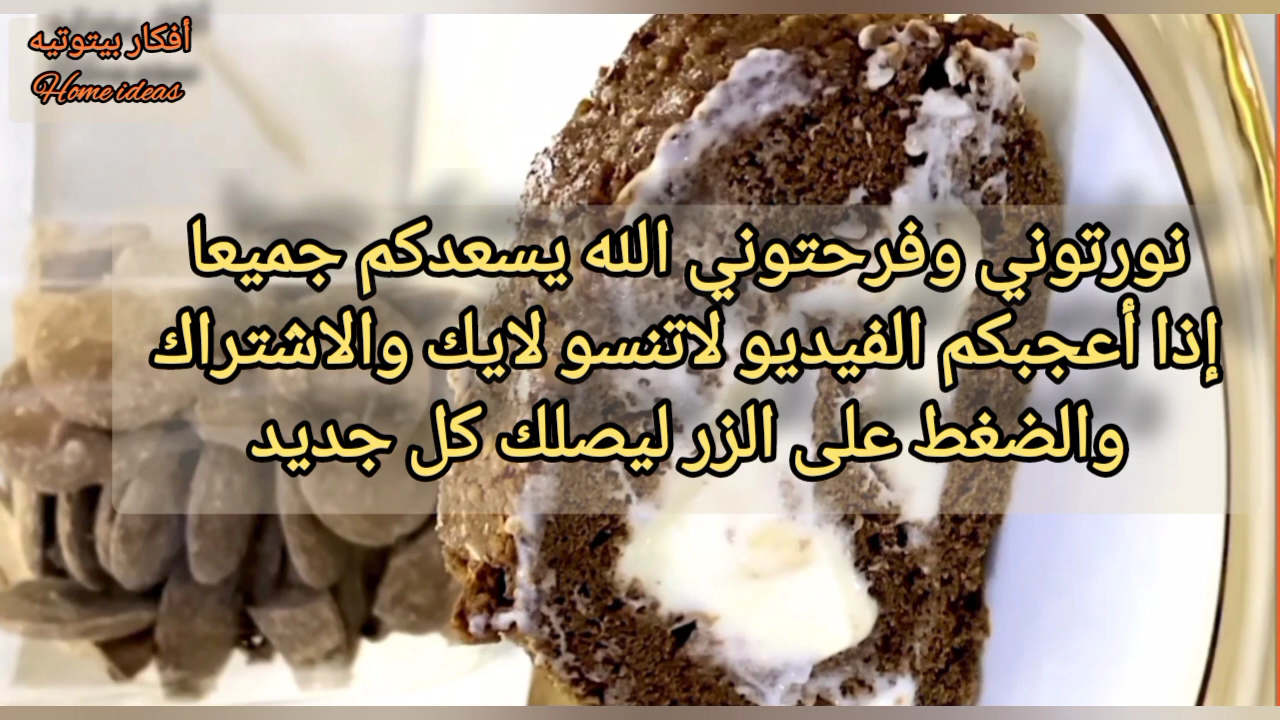 أفكار بيتوتيه
Home ideas
نورتوني وفرحتوني الله يسعدكم جميعا
إذا أعجبكم الفيديو لاتنسو لايك والاشتراك
والضغط على الزر ليصلك كل جديد